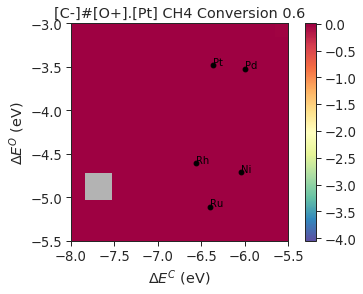 [C-]#[O+].[Pt] CH4 Conversion 0.6
−3.0
−3.5
−4.0
−4.5
−5.0
−5.5
ΔE^O (eV)
Pt
Pd
Rh
Ni
Ru
−8.0 −7.5 −7.0 −6.5 −6.0 −5.5
ΔE^C (eV)
0.0
−0.5
−1.0
−1.5
−2.0
−2.5
−3.0
−3.5
−4.0